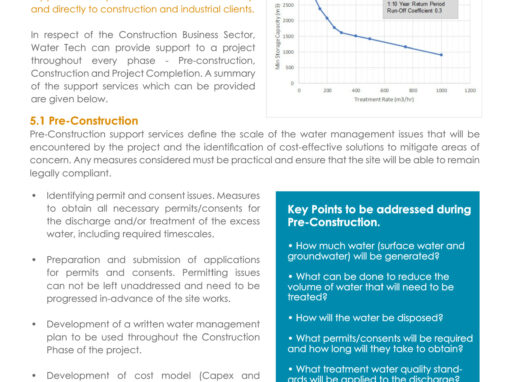 and directly to construction and industrial clients.
In respect of the Construction Business Sector,
Water Tech can provide support to a project
throughout every phase - Pre-construction,
Construction and Project Completion. A summary
of the support services which can be provided
are given below.
1:10 Year Return Period
Run-Off Coefficient 0.3
Min Storage Capacity (m3)
2500
2000
1500
1000
500
0
0
200
400
600
800
1000
1200
Treatment Rate (m3/hr)
5.1 Pre-Construction
Pre-Construction support services define the scale of the water management issues that will be
encountered by the project and the identification of cost-effective solutions to mitigate areas of
concern. Any measures considered must be practical and ensure that the site will be able to remain
legally compliant.
• Identifying permit and consent issues. Measures
to obtain all necessary permits/consents for
the discharge and/or treatment of the excess
water, including required timescales.
• Preparation and submission of applications
for permits and consents. Permitting issues
can not be left unaddressed and need to be
progressed in-advance of the site works.
• Development of a written water management
plan to be used throughout the Construction
Phase of the project.
• Development of cost model (Capex and
Key Points to be addressed during
Pre-Construction.
• How much water (surface water and
groundwater) will be generated?
• What can be done to reduce the
volume of water that will need to be
treated?
• How will the water be disposed?
• What permits/consents will be required
and how long will they take to obtain?
• What treatment water quality stand-
ards will be applied to the discharge?